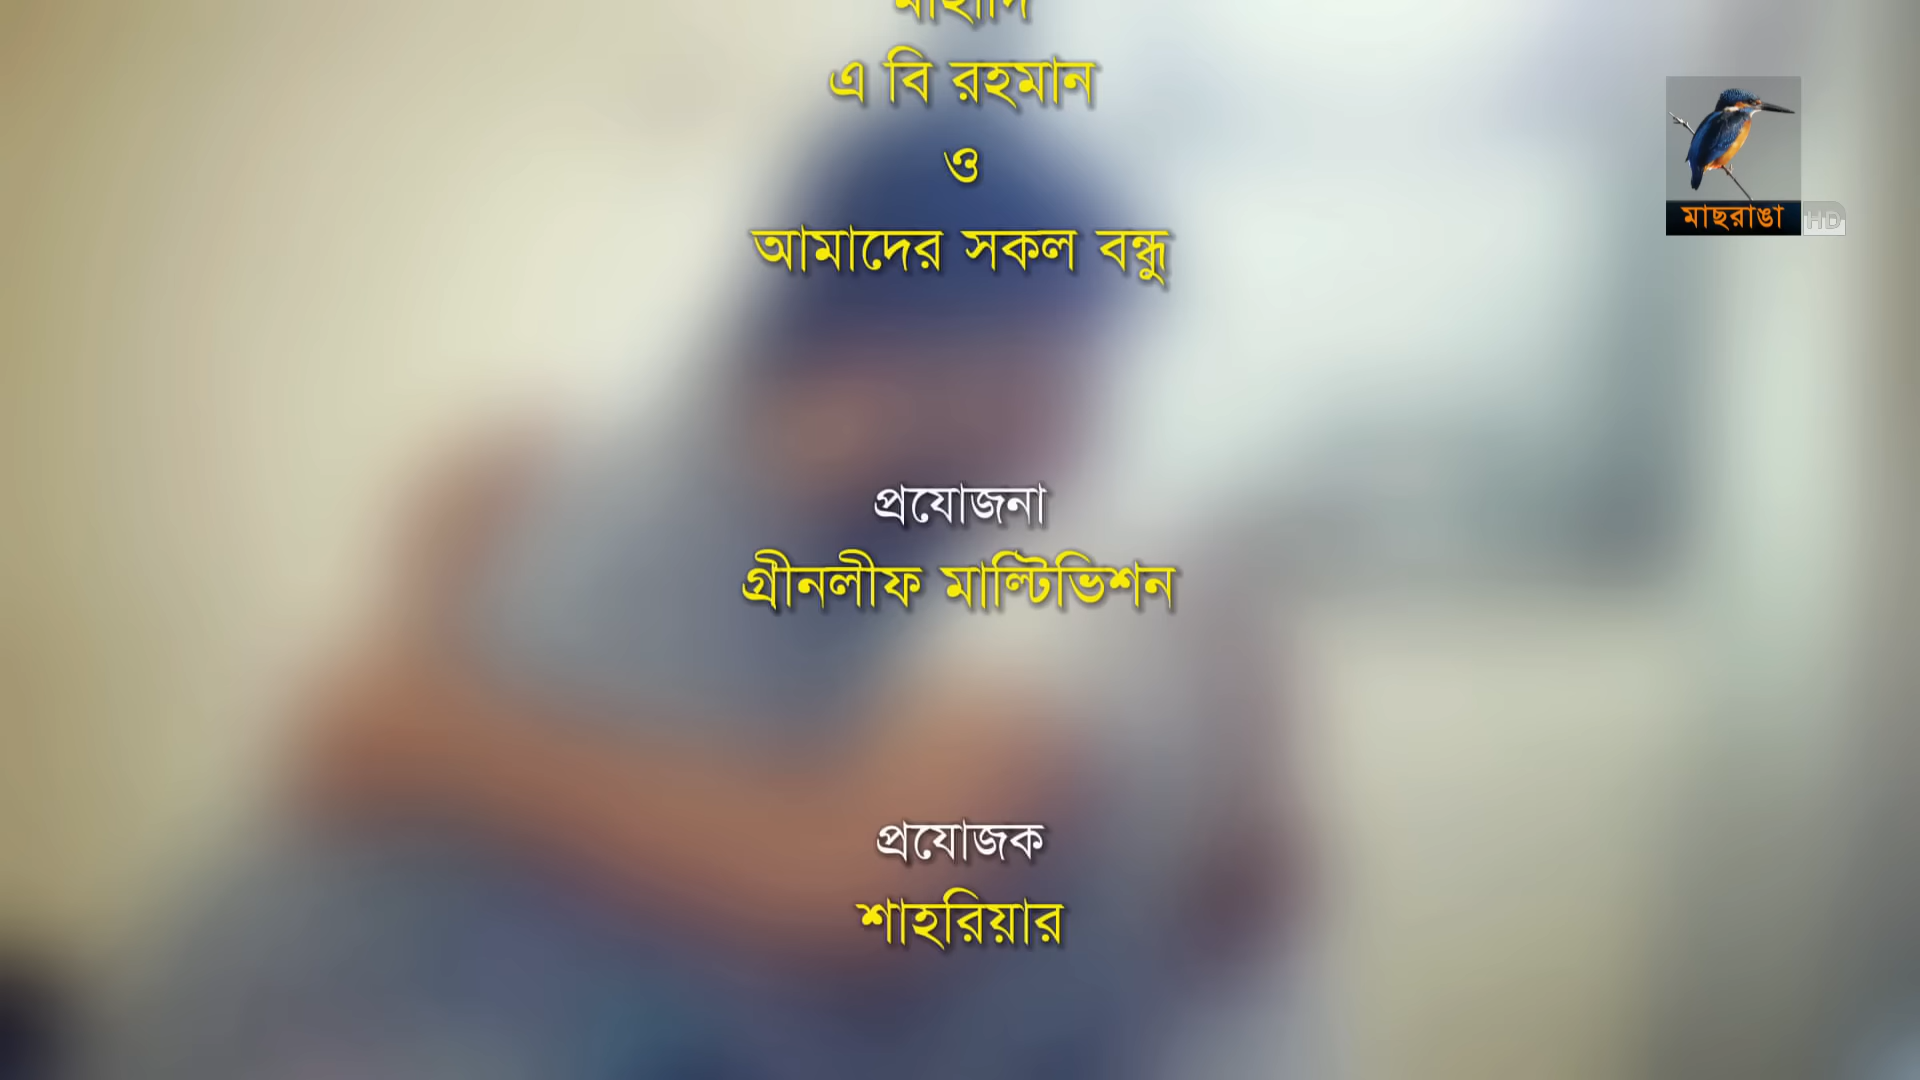 এ বি রহমান
ও
আমাদের সকল বন্ধু
মাছরাঙা HD
প্রযোজনা
গ্রীনলীফ মাল্টিভিশন
প্রযোজক
শাহরিয়ার